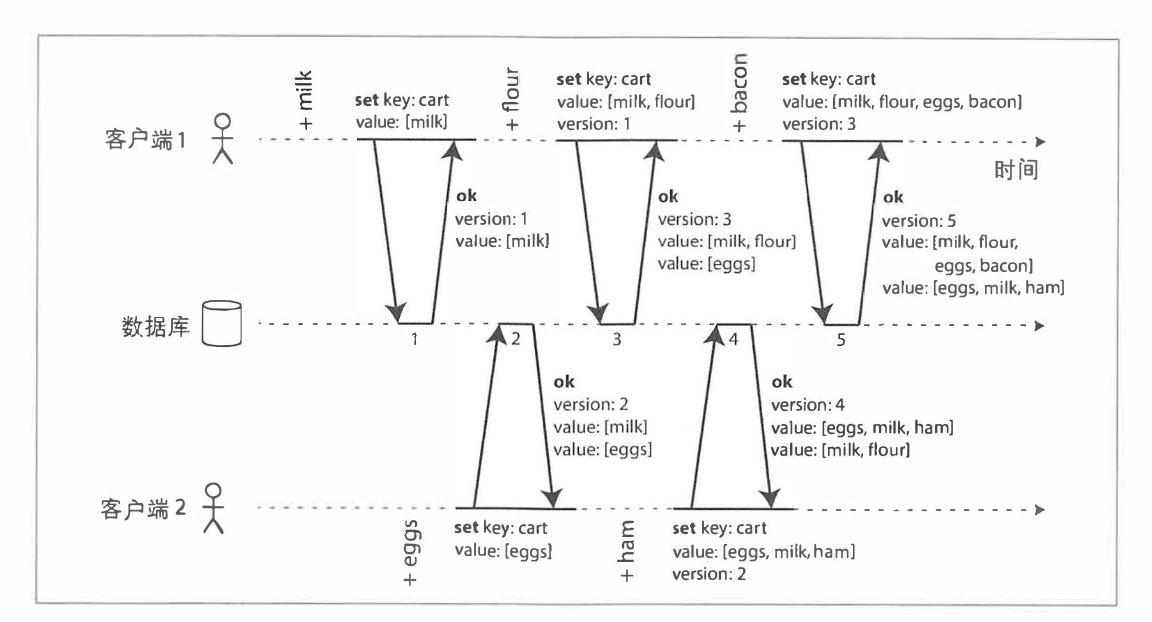 + milk
set key: cart
value: [milk]
+ flour
set key: cart
value: [milk, flour]
version: 1
+ bacon
set key: cart
value: [milk, flour, eggs, bacon]
version: 3
客户端1
时间
ok
version: 1
value: [milk]
ok
version: 3
value: [milk, flour]
value: [eggs]
ok
version: 5
value: [milk, flour,
eggs, bacon]
value: [eggs, milk, ham]
数据库
1
2
3
4
5
ok
version: 2
value: [milk]
value: [eggs]
ok
version: 4
value: [eggs, milk, ham]
value: [milk, flour]
客户端2
+ eggs
set key: cart
value: [eggs]
+ ham
set key: cart
value: [eggs, milk, ham]
version: 2